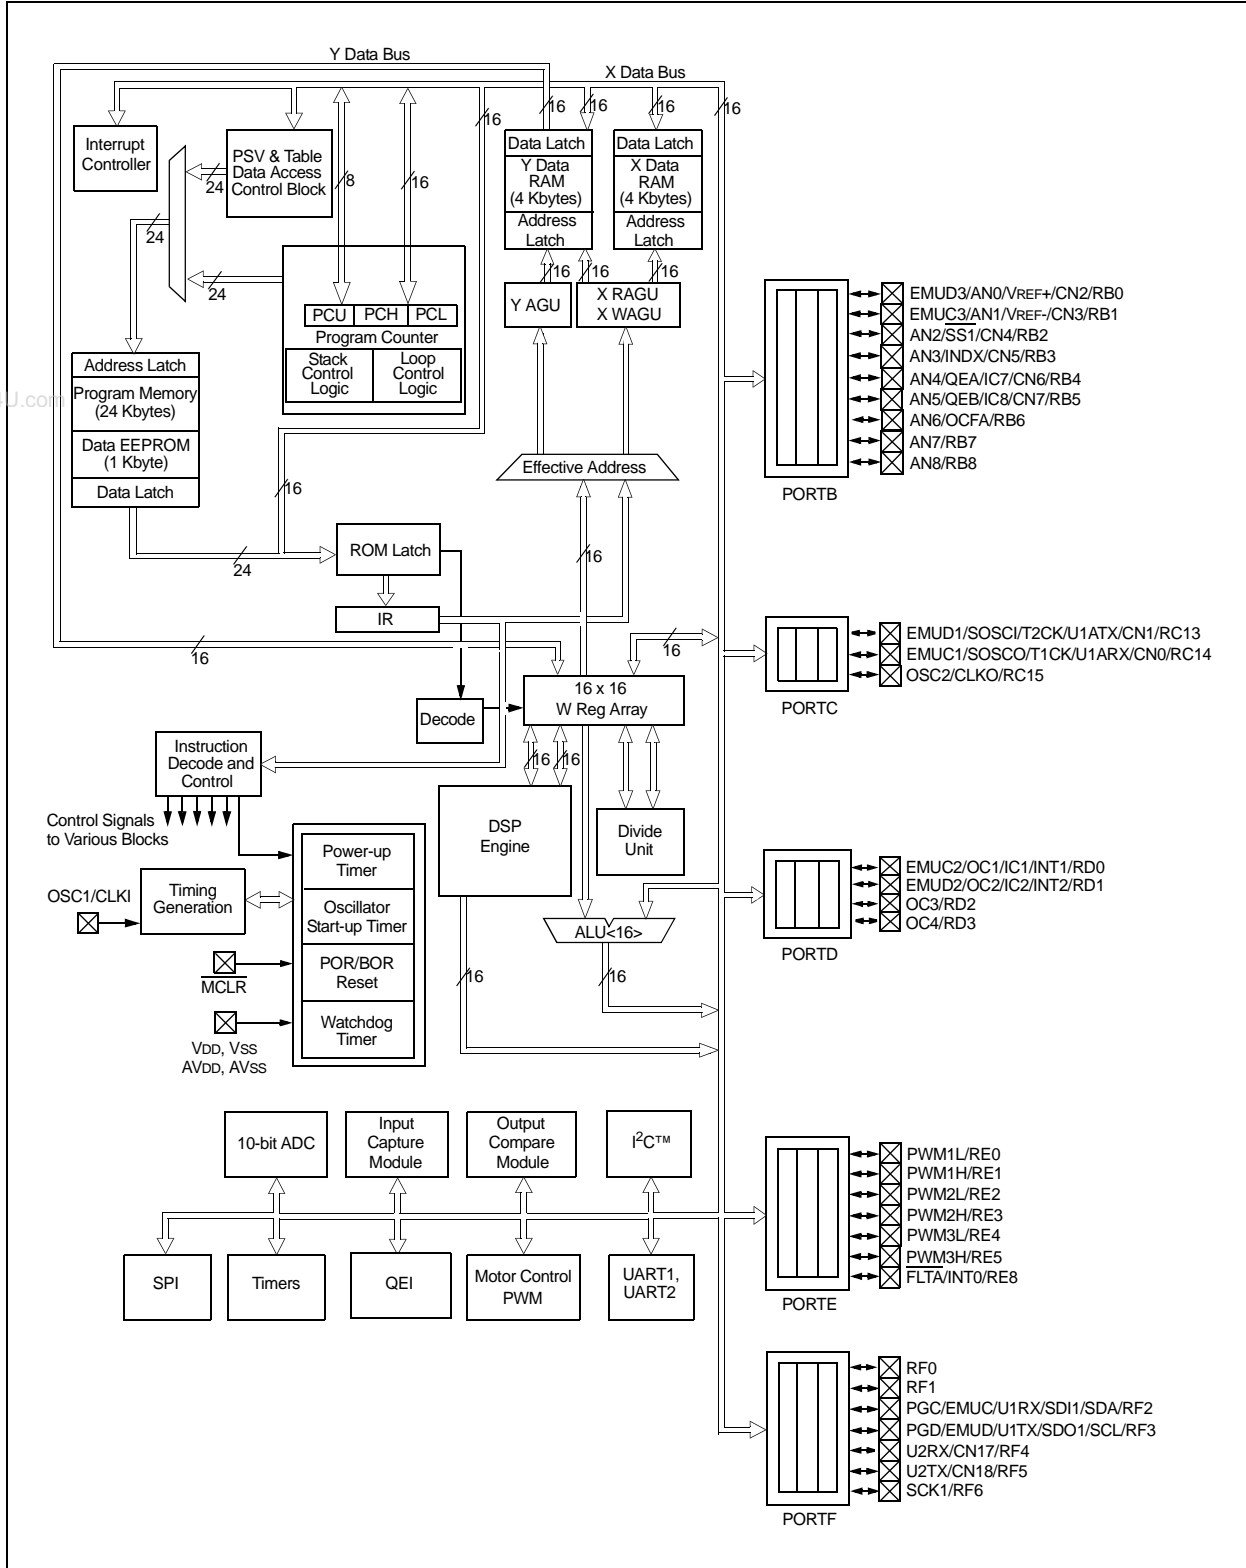 Y Data Bus
X Data Bus
16
16
16
16
16
Interrupt
Controller
PSV & Table
Data Access
Control Block
24
8
16
24
24
Data Latch
Y Data
RAM
(4 Kbytes)
Address
Latch
Data Latch
X Data
RAM
(4 Kbytes)
Address
Latch
16
16
16
Y AGU
X RAGU
X WAGU
PCU
PCH
PCL
Program Counter
Stack
Control
Logic
Loop
Control
Logic
Address Latch
Program Memory
(24 Kbytes)
Data EEPROM
(1 Kbyte)
Data Latch
U.com
Effective Address
16
24
ROM Latch
16
IR
16
16
16 x 16
W Reg Array
Decode
Instruction
Decode and
Control
16
16
Control Signals
to Various Blocks
DSP
Engine
Divide
Unit
Power-up
Timer
OSC1/CLKI
Timing
Generation
Oscillator
Start-up Timer
ALU<16>
POR/BOR
Reset
MCLR
16
16
Watchdog
Timer
VDD, VSS
AVDD, AVSS
10-bit ADC
Input
Capture
Module
Output
Compare
Module
I2C™
SPI
Timers
QEI
Motor Control
PWM
UART1,
UART2
EMUD3/AN0/VREF+/CN2/RB0
EMUC3/AN1/VREF-/CN3/RB1
AN2/SS1/CN4/RB2
AN3/INDX/CN5/RB3
AN4/QEA/IC7/CN6/RB4
AN5/QEB/IC8/CN7/RB5
AN6/OCFA/RB6
AN7/RB7
AN8/RB8
PORTB
EMUD1/SOSCI/T2CK/U1ATX/CN1/RC13
EMUC1/SOSCO/T1CK/U1ARX/CN0/RC14
OSC2/CLKO/RC15
PORTC
EMUC2/OC1/IC1/INT1/RD0
EMUD2/OC2/IC2/INT2/RD1
OC3/RD2
OC4/RD3
PORTD
PWM1L/RE0
PWM1H/RE1
PWM2L/RE2
PWM2H/RE3
PWM3L/RE4
PWM3H/RE5
FLTA/INT0/RE8
PORTE
RF0
RF1
PGC/EMUC/U1RX/SDI1/SDA/RF2
PGD/EMUD/U1TX/SDO1/SCL/RF3
U2RX/CN17/RF4
U2TX/CN18/RF5
SCK1/RF6
PORTF